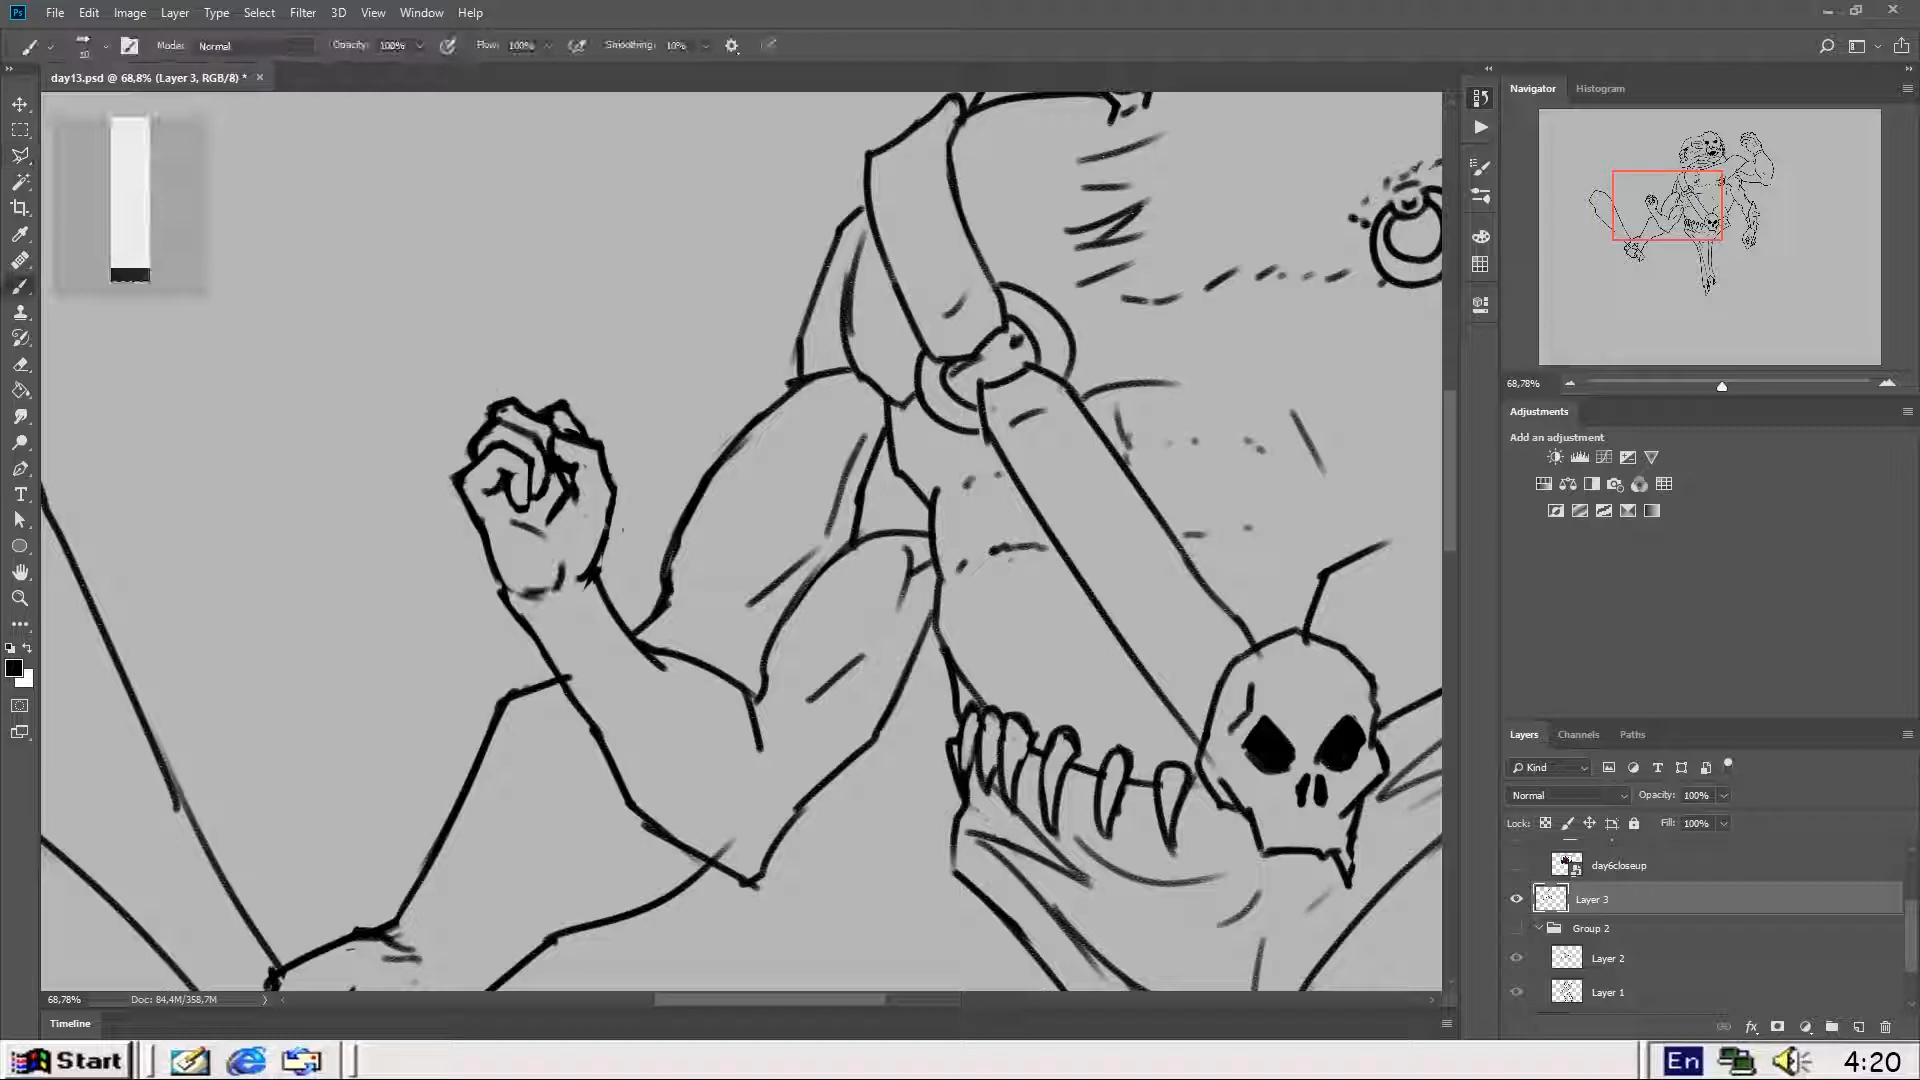 Ps File Edit Image Layer Type Select Filter 3D View Window Help
Mode: Normal Opacity: 100% Flow: 100% Smoothing: 10%
day13.psd @ 68,8% (Layer 3, RGB/8) *
Navigator Histogram
68,78%
Adjustments
Add an adjustment
Layers Channels Paths
Kind
Normal Opacity: 100%
Lock: Fill: 100%
day6closeup
Layer 3
Group 2
Layer 2
Layer 1
68,78% Doc: 84,4M/358,7M
Timeline
Start En 4:20